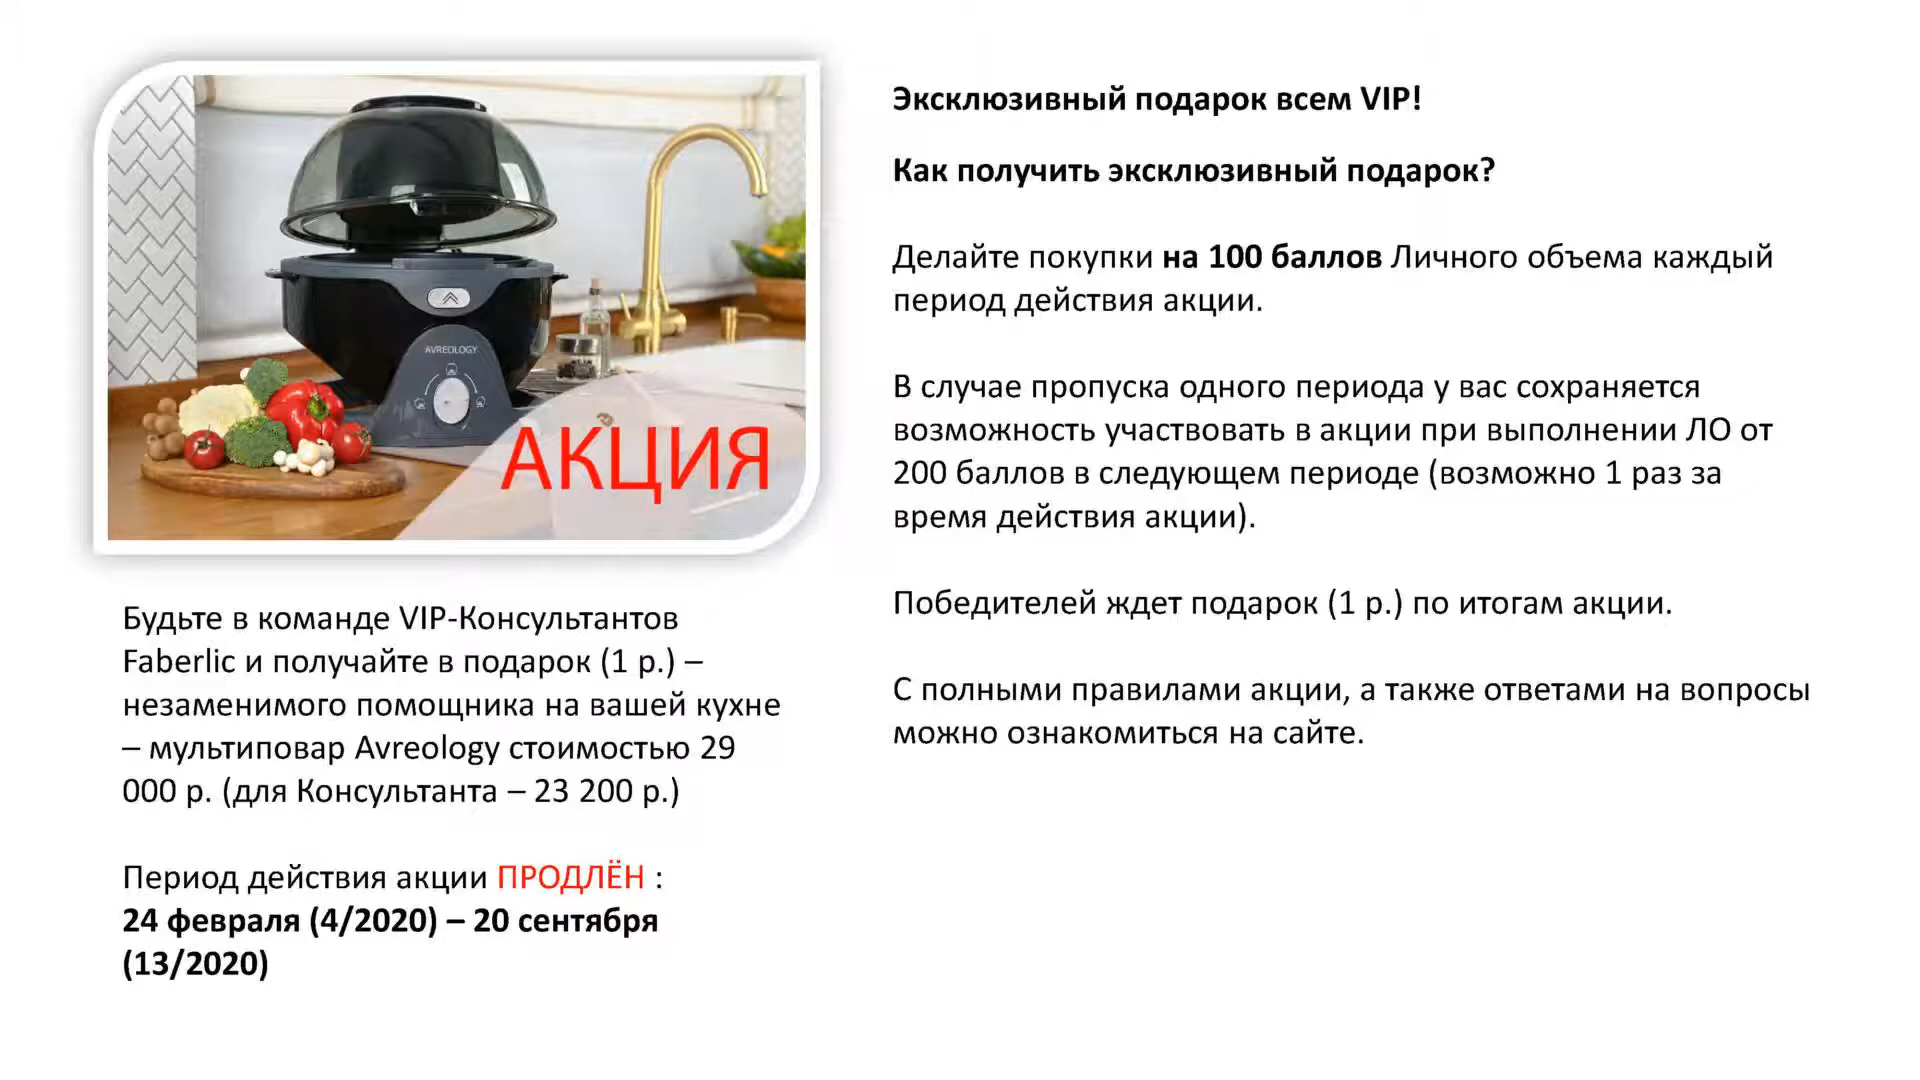 AVREOLOGY
АКЦИЯ
Будьте в команде VIP-Консультантов
Faberlic и получайте в подарок (1 р.) –
незаменимого помощника на вашей кухне
– мультиповар Avreology стоимостью 29
000 р. (для Консультанта – 23 200 р.)
Период действия акции ПРОДЛЁН :
24 февраля (4/2020) – 20 сентября
(13/2020)
Эксклюзивный подарок всем VIP!
Как получить эксклюзивный подарок?
Делайте покупки на 100 баллов Личного объема каждый
период действия акции.
В случае пропуска одного периода у вас сохраняется
возможность участвовать в акции при выполнении ЛО от
200 баллов в следующем периоде (возможно 1 раз за
время действия акции).
Победителей ждет подарок (1 р.) по итогам акции.
С полными правилами акции, а также ответами на вопросы
можно ознакомиться на сайте.